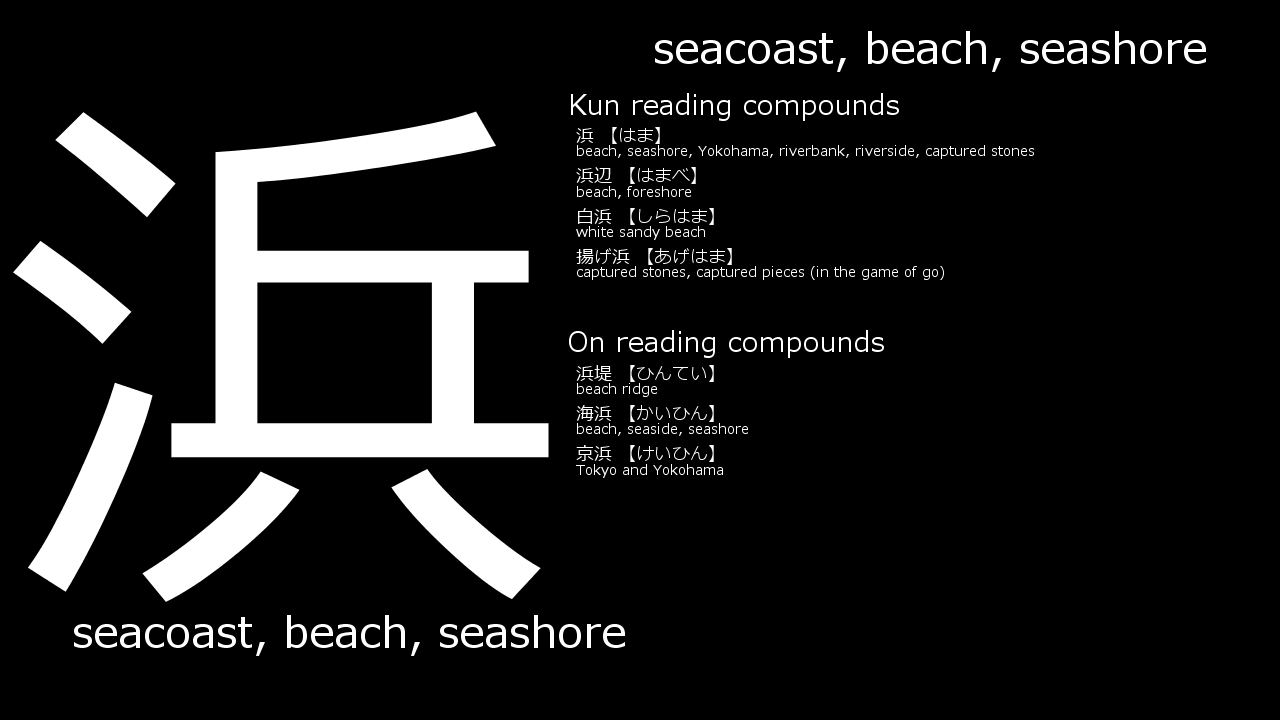 seacoast, beach, seashore
浜
Kun reading compounds
浜 【はま】
beach, seashore, Yokohama, riverbank, riverside, captured stones
浜辺 【はまべ】
beach, foreshore
白浜 【しらはま】
white sandy beach
揚げ浜 【あげはま】
captured stones, captured pieces (in the game of go)
On reading compounds
浜堤 【ひんてい】
beach ridge
海浜 【かいひん】
beach, seaside, seashore
京浜 【けいひん】
Tokyo and Yokohama
seacoast, beach, seashore